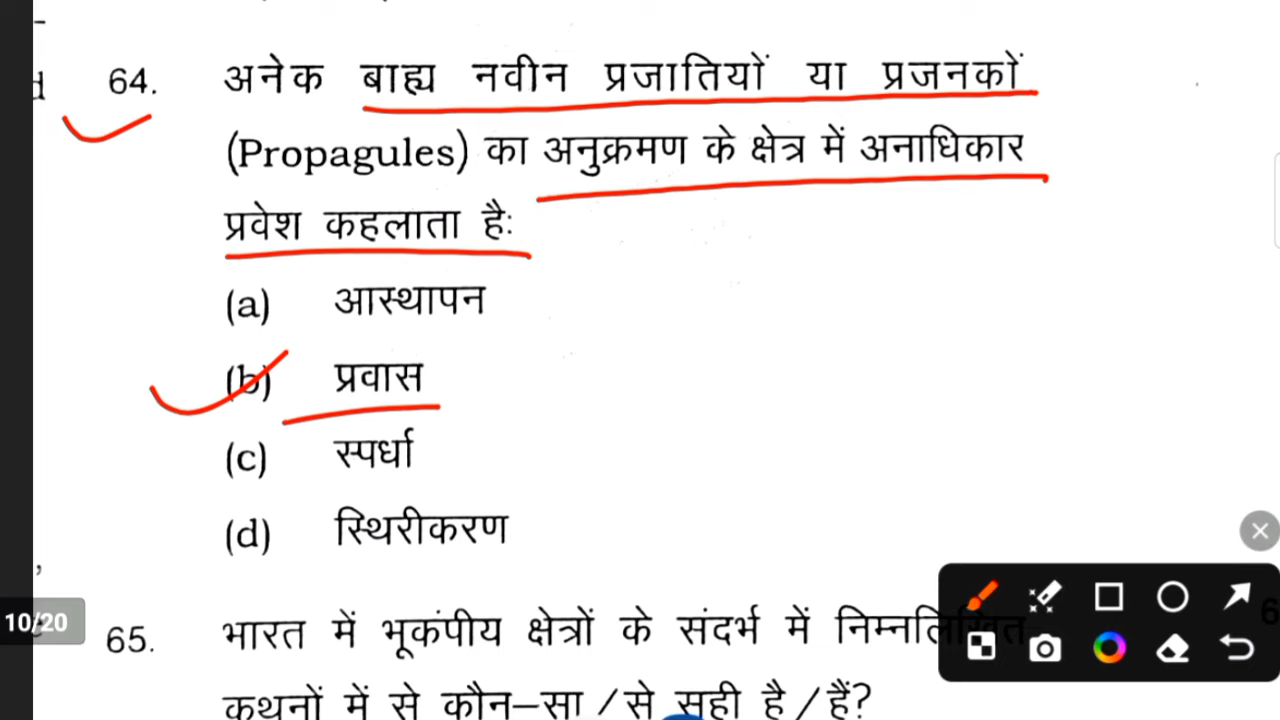 64. अनेक बाह्य नवीन प्रजातियों या प्रजनकों
(Propagules) का अनुक्रमण के क्षेत्र में अनाधिकार
प्रवेश कहलाता हैः
(a) आस्थापन
(b) प्रवास
(c) स्पर्धा
(d) स्थिरीकरण
10/20
65. भारत में भूकंपीय क्षेत्रों के संदर्भ में निम्नलिखित
कथनों में से कौन–सा / से सही है / हैं?